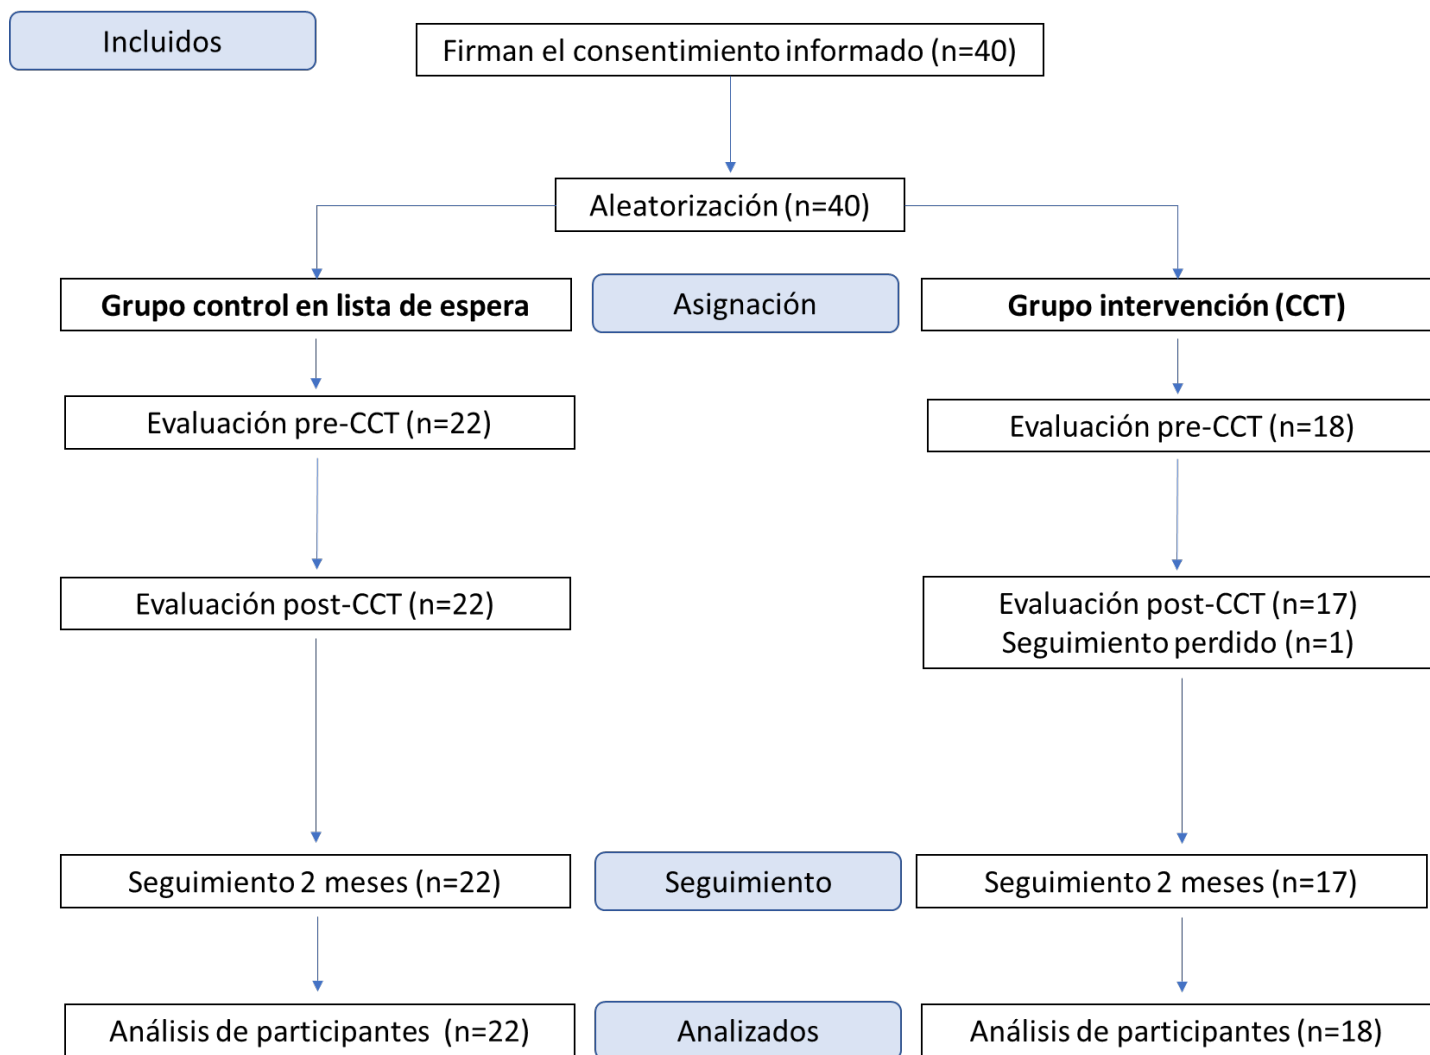 Incluidos
Firman el consentimiento informado (n=40)
Aleatorización (n=40)
Grupo control en lista de espera
Asignación
Grupo intervención (CCT)
Evaluación pre-CCT (n=22)
Evaluación pre-CCT (n=18)
Evaluación post-CCT (n=22)
Evaluación post-CCT (n=17)
Seguimiento perdido (n=1)
Seguimiento 2 meses (n=22)
Seguimiento
Seguimiento 2 meses (n=17)
Análisis de participantes (n=22)
Analizados
Análisis de participantes (n=18)